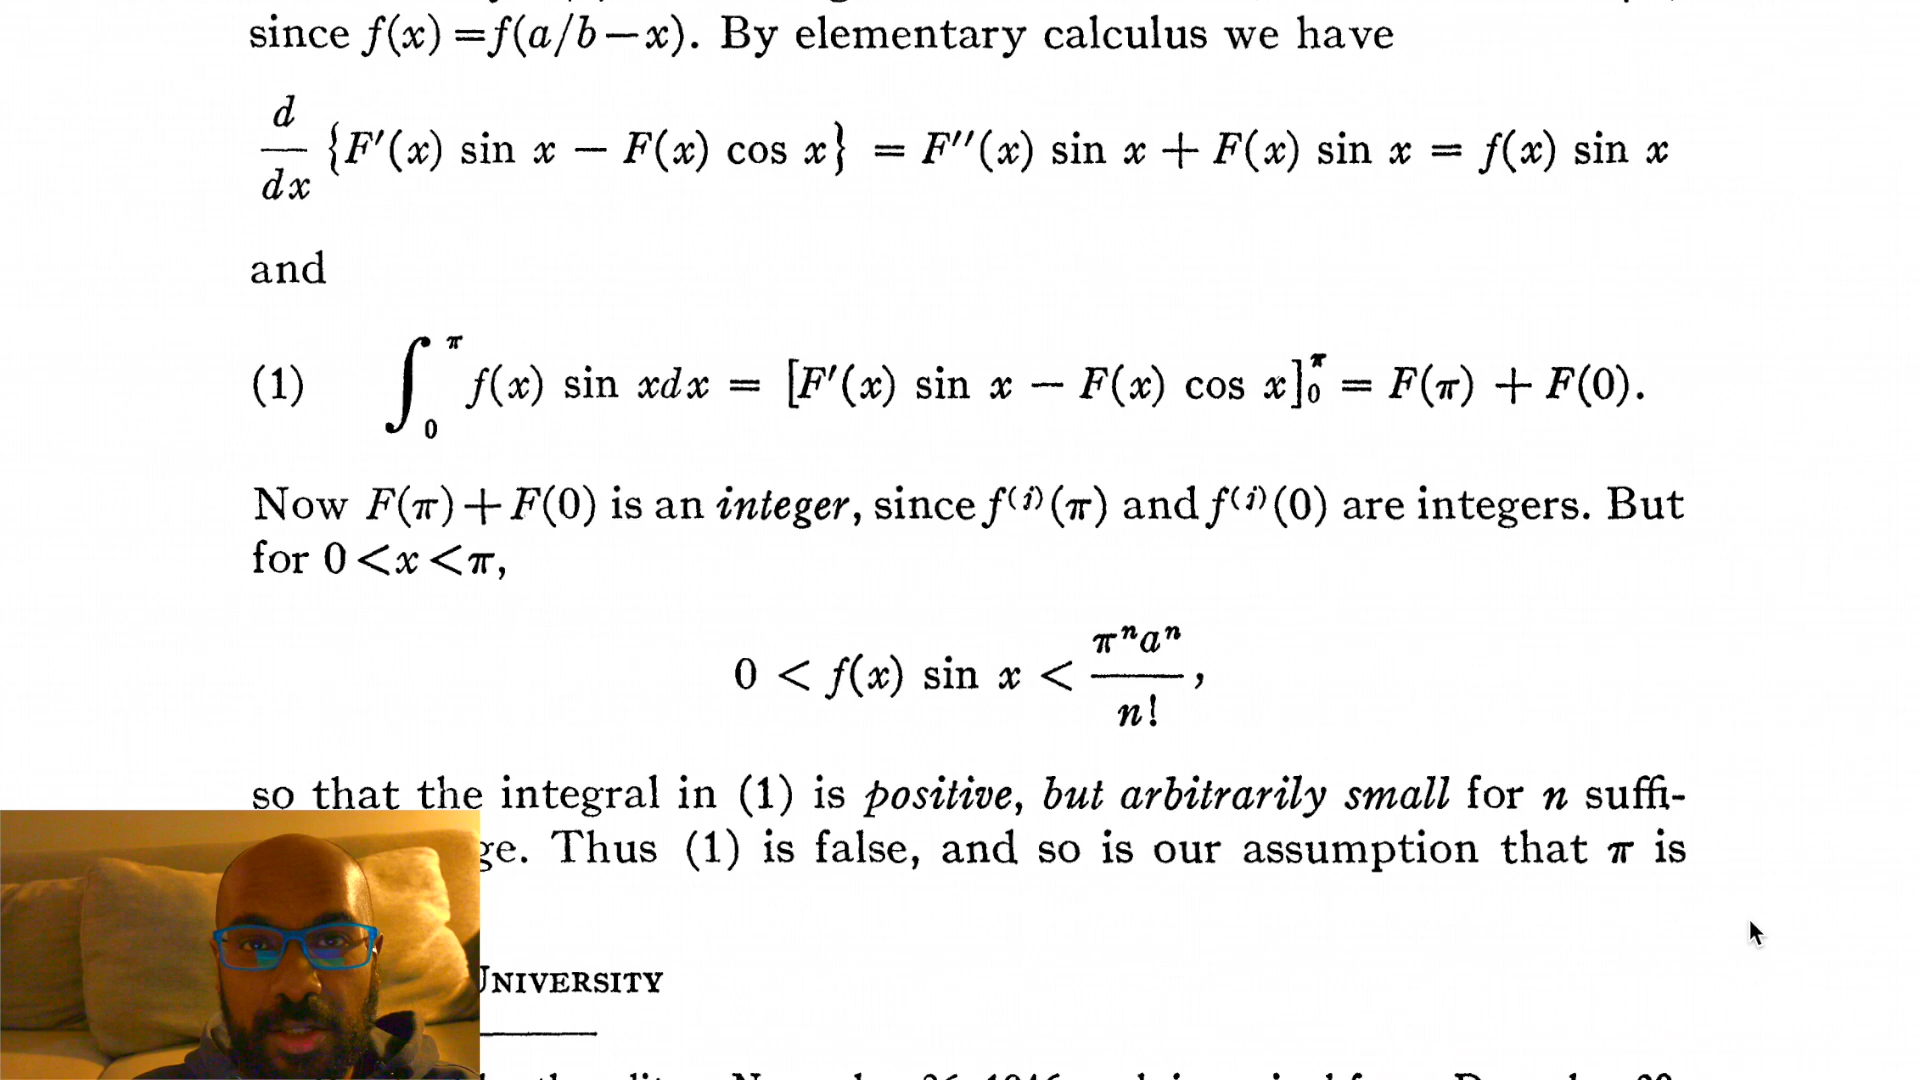 since f(x) =f(a/b−x). By elementary calculus we have
d/dx {F′(x) sin x − F(x) cos x} = F′′(x) sin x + F(x) sin x = f(x) sin x
and
(1) ∫₀^π f(x) sin xdx = [F′(x) sin x − F(x) cos x]₀^π = F(π) + F(0).
Now F(π)+F(0) is an integer, since f⁽ʲ⁾(π) and f⁽ʲ⁾(0) are integers. But
for 0<x<π,
0 < f(x) sin x < πⁿaⁿ/n! ,
so that the integral in (1) is positive, but arbitrarily small for n suffi-
ge. Thus (1) is false, and so is our assumption that π is
UNIVERSITY